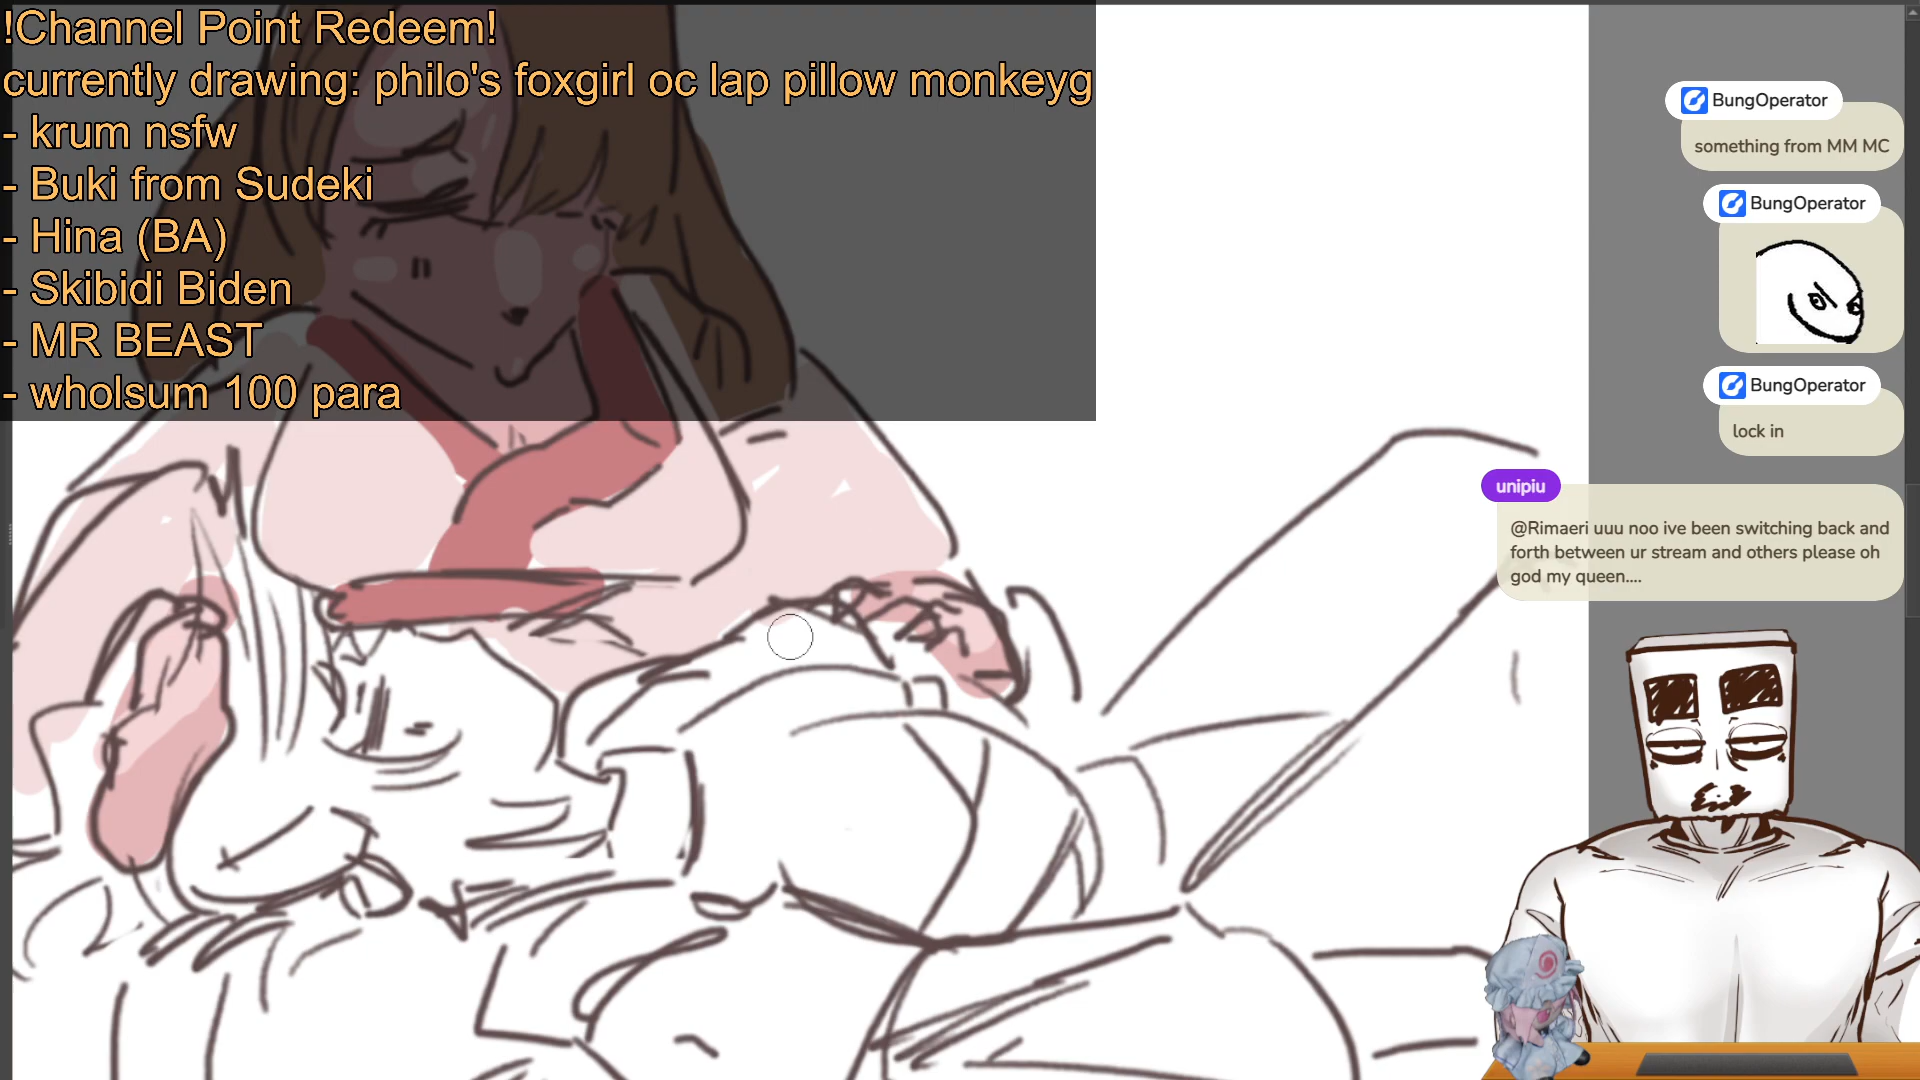 !Channel Point Redeem!
currently drawing: philo's foxgirl oc lap pillow monkeyg
- krum nsfw
- Buki from Sudeki
- Hina (BA)
- Skibidi Biden
- MR BEAST
- wholsum 100 para
BungOperator
something from MM MC
BungOperator
BungOperator
lock in
unipiu
@Rimaeri uuu noo ive been switching back and
forth between ur stream and others please oh
god my queen....